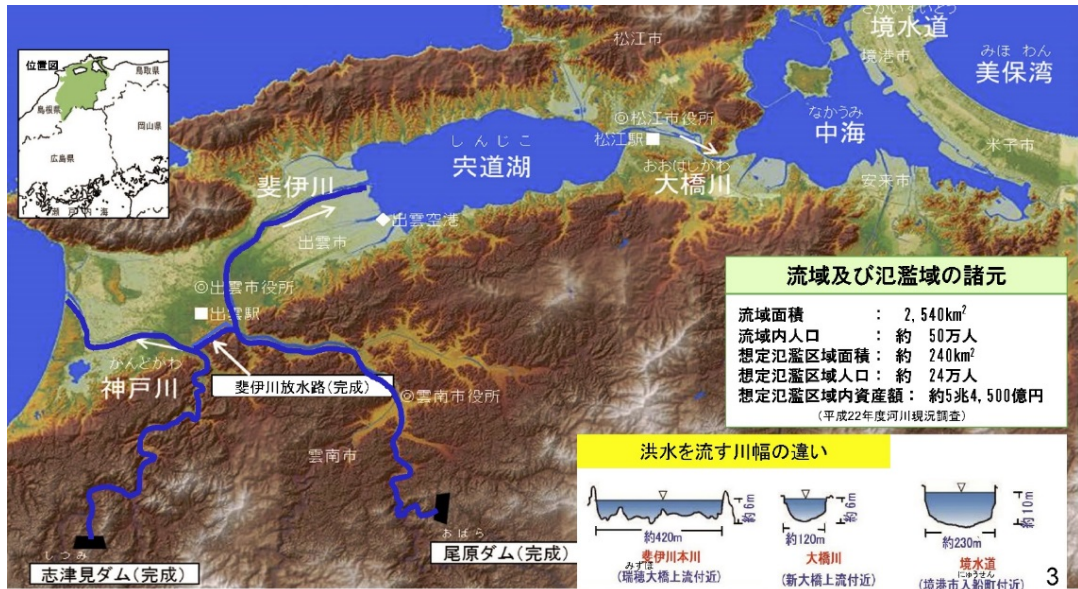 さかいすいどう
境水道
境港市
みほ わん
美保湾
米子市
松江市
位置図
鳥取県
島根県
岡山県
広島県
瀬戸内海
しんじこ
宍道湖
◎松江市役所
松江駅■
なかうみ
中海
おおはしがわ
大橋川
安来市
斐伊川
◆出雲空港
出雲市
◎出雲市役所
■出雲駅
かんどがわ
神戸川
斐伊川放水路(完成)
◎雲南市役所
雲南市
しつみ
志津見ダム(完成)
おばら
尾原ダム(完成)
流域及び氾濫域の諸元
流域面積 : 2,540km²
流域内人口 : 約 50万人
想定氾濫区域面積: 約 240km²
想定氾濫区域人口: 約 24万人
想定氾濫区域内資産額: 約5兆4,500億円
(平成22年度河川現況調査)
洪水を流す川幅の違い
約6m
約420m
斐伊川本川
みずほ
(瑞穂大橋上流付近)
約6m
約120m
大橋川
(新大橋上流付近)
約10m
約230m
境水道
にゅうせん
(境港市入船町付近)
3